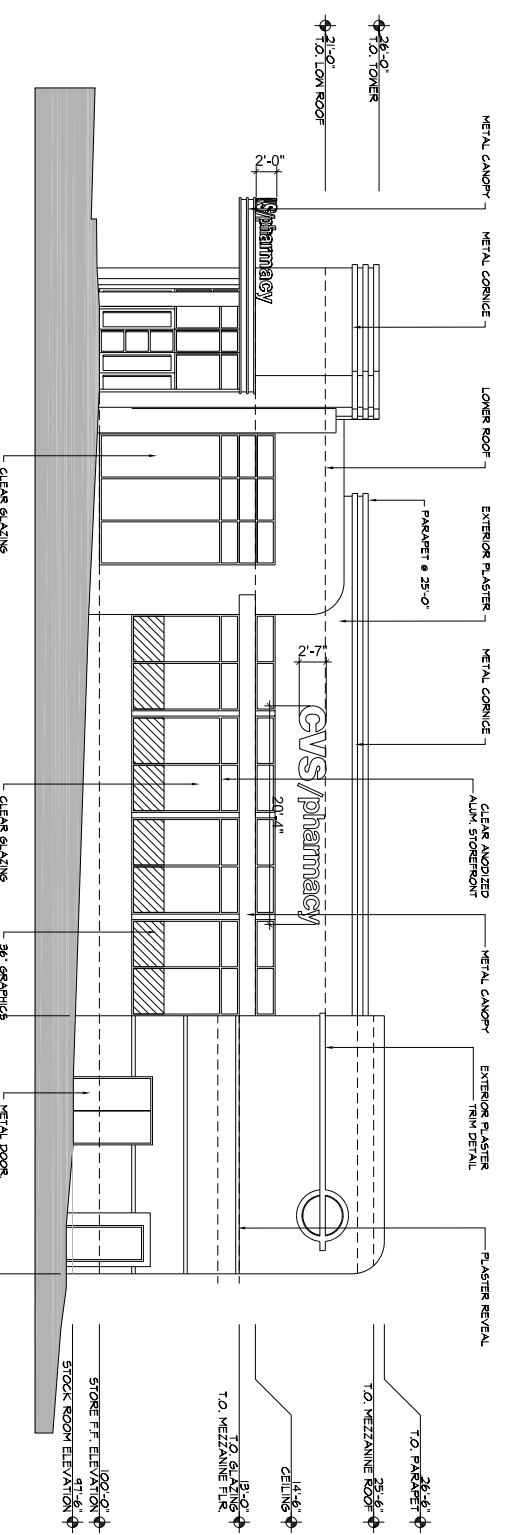 26'-0"
T.O. TOWER
21'-0"
T.O. LOW ROOF
METAL CANOPY
METAL CORNICE
LOWER ROOF
EXTERIOR PLASTER
METAL CORNICE
CLEAR ANODIZED
ALUM. STOREFRONT
METAL CANOPY
EXTERIOR PLASTER
TRIM DETAIL
PLASTER REVEAL
PARAPET @ 25'-0"
2'-0"
S/pharmacy
2'-7"
CVS/pharmacy
20'-4"
26'-6"
T.O. PARAPET
25'-6"
T.O. MEZZANINE ROOF
14'-6"
CEILING
13'-0"
T.O. GLAZING
T.O. MEZZANINE FLR.
100'-0"
STORE F.F. ELEVATION
97'-6"
STOCK ROOM ELEVATION
CLEAR GLAZING
CLEAR GLAZING
36" GRAPHICS
METAL DOOR,